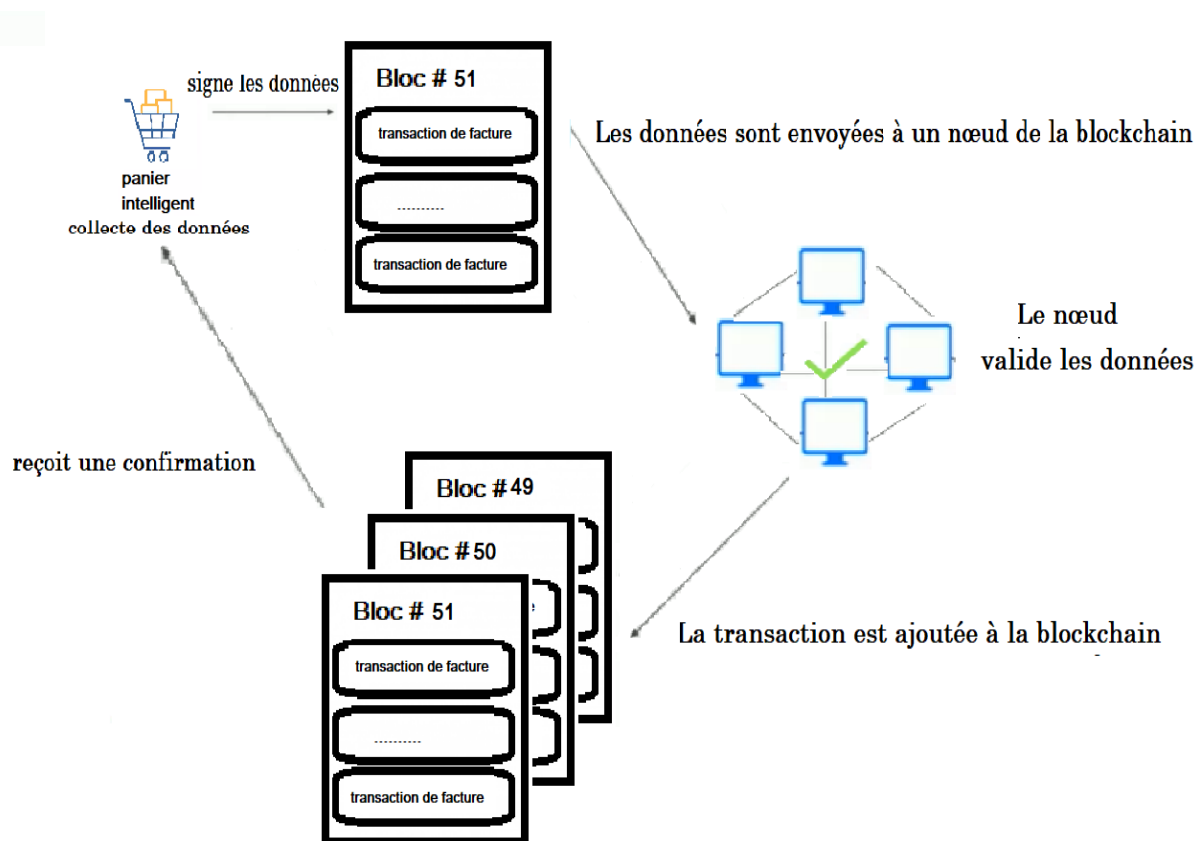 signe les données
Bloc # 51
transaction de facture
..........
transaction de facture
panier
intelligent
collecte des données
Les données sont envoyées à un nœud de la blockchain
Le nœud
valide les données
La transaction est ajoutée à la blockchain
Bloc # 49
Bloc # 50
Bloc # 51
transaction de facture
..........
transaction de facture
reçoit une confirmation